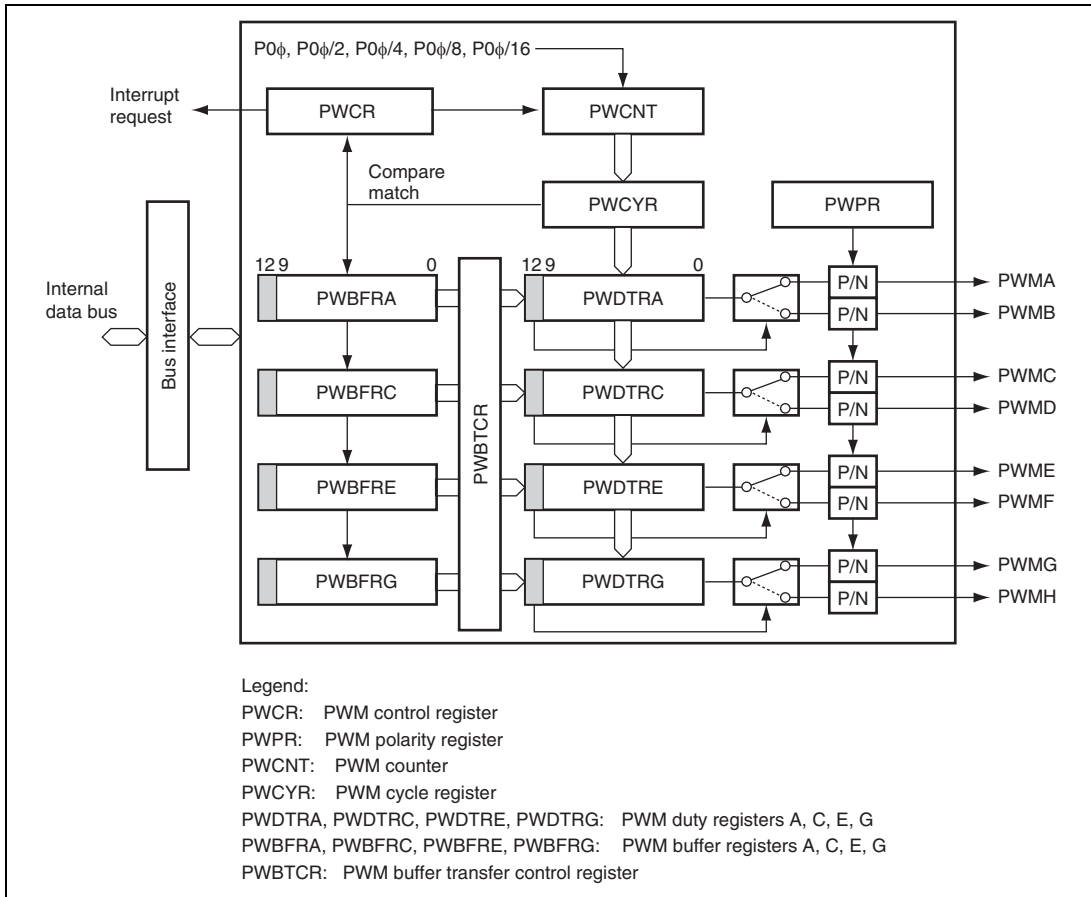 P0ϕ, P0ϕ/2, P0ϕ/4, P0ϕ/8, P0ϕ/16
Interrupt
request
PWCR
PWCNT
Compare
match
PWCYR
PWPR
12 9
0
12 9
0
Internal
data bus
Bus interface
PWBFRA
PWBTCR
PWDTRA
P/N
PWMA
P/N
PWMB
PWBFRC
PWDTRC
P/N
PWMC
P/N
PWMD
PWBFRE
PWDTRE
P/N
PWME
P/N
PWMF
PWBFRG
PWDTRG
P/N
PWMG
P/N
PWMH
Legend:
PWCR: PWM control register
PWPR: PWM polarity register
PWCNT: PWM counter
PWCYR: PWM cycle register
PWDTRA, PWDTRC, PWDTRE, PWDTRG: PWM duty registers A, C, E, G
PWBFRA, PWBFRC, PWBFRE, PWBFRG: PWM buffer registers A, C, E, G
PWBTCR: PWM buffer transfer control register